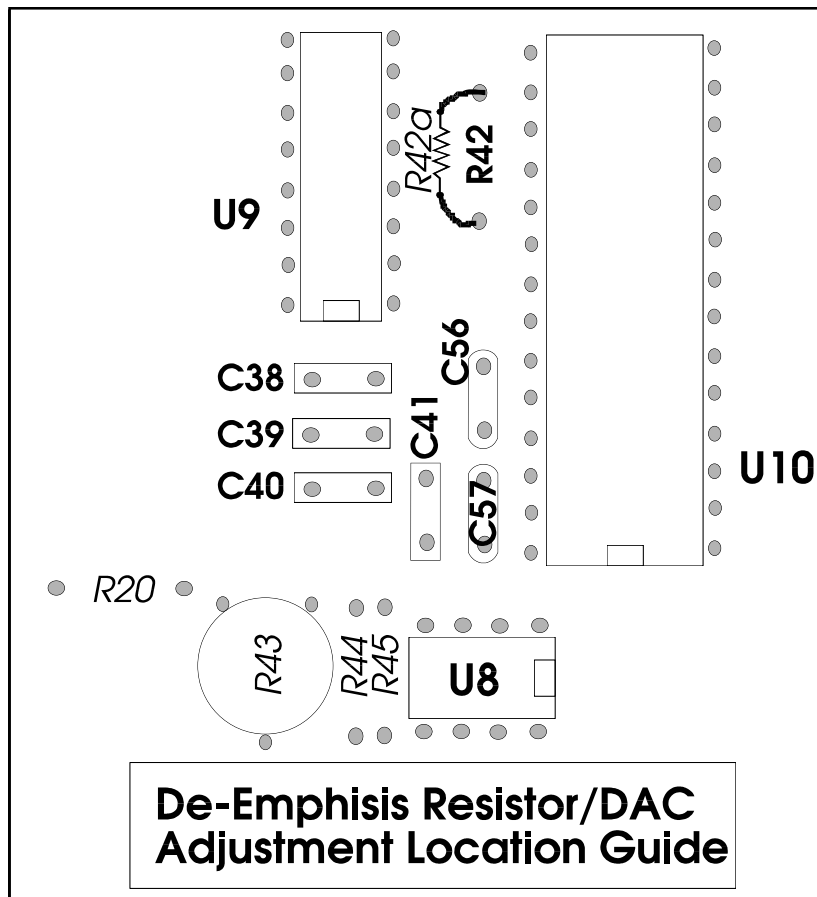 R42a
R42
U9
C56
C38
C41
C39
U10
C40
C57
R20
R43
R44
R45
U8
De-Emphisis Resistor/DAC
Adjustment Location Guide